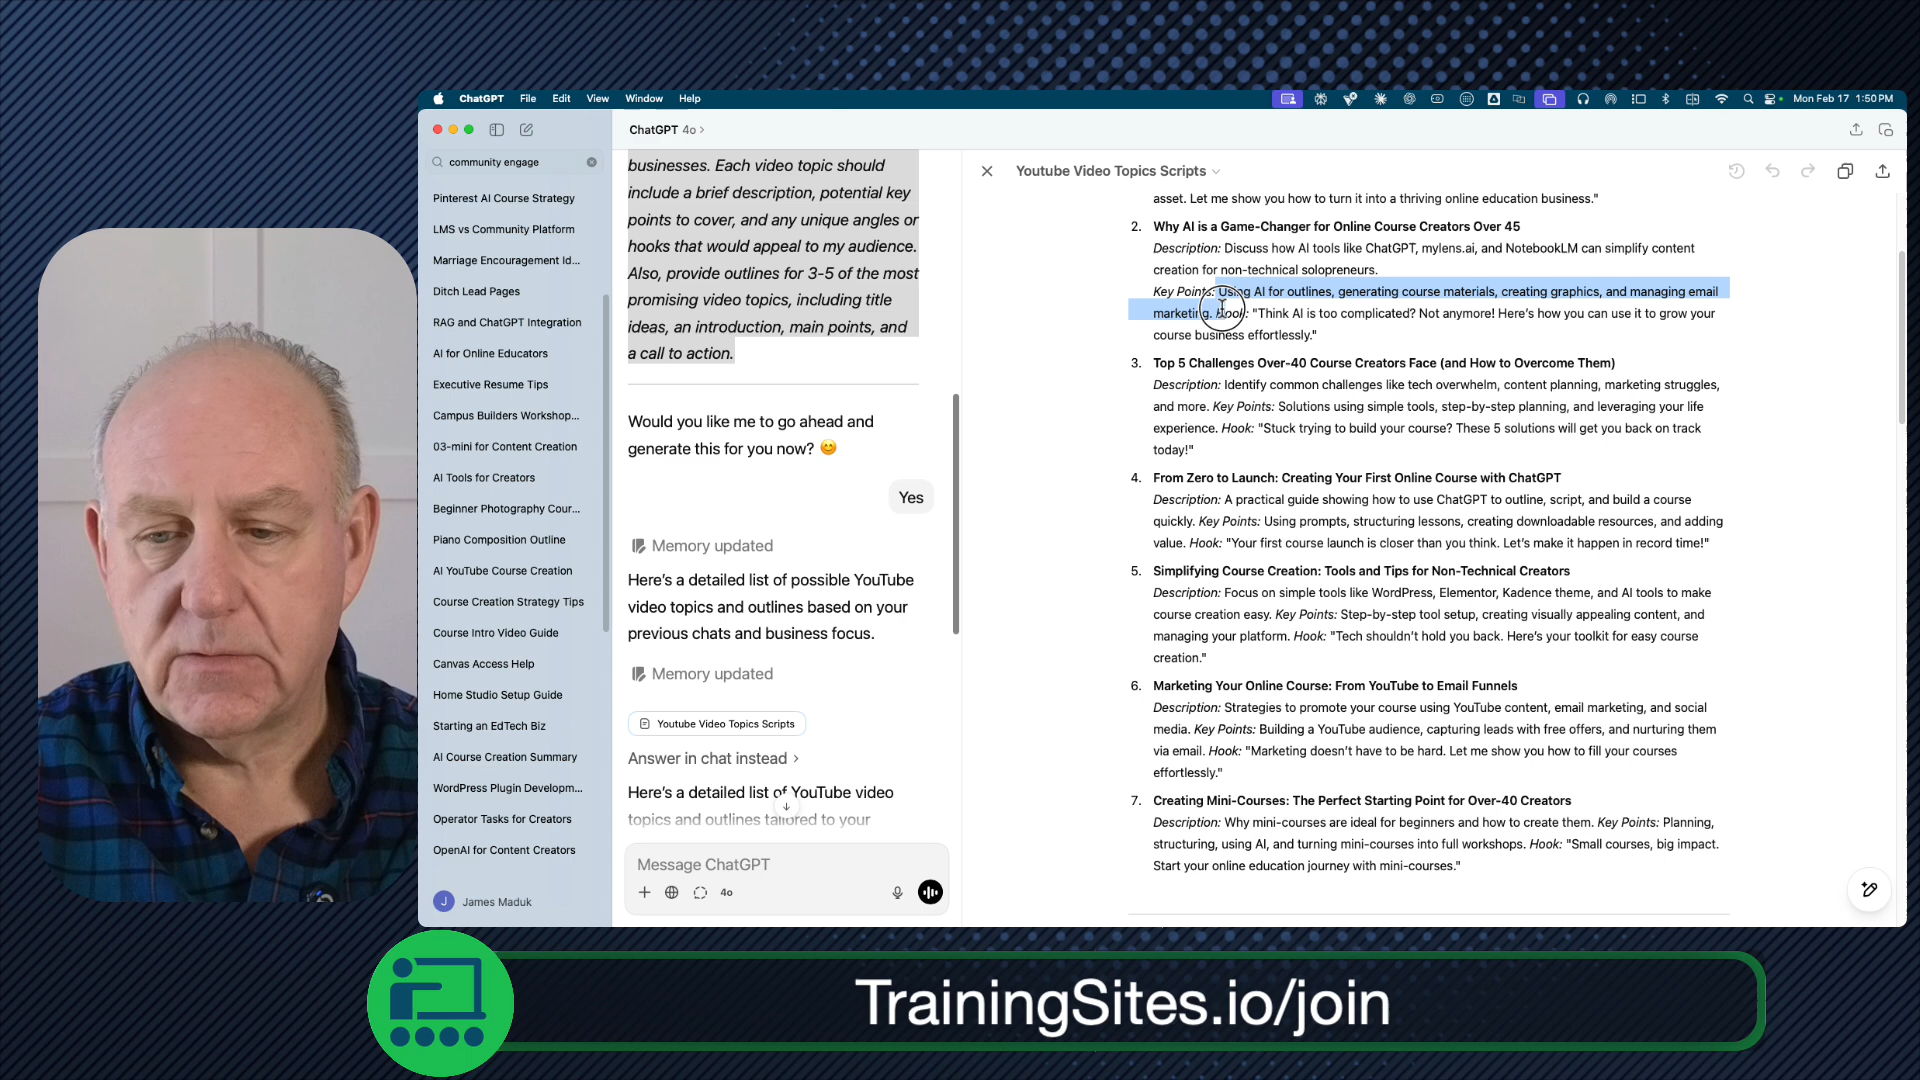 ChatGPT File Edit View Window Help
Mon Feb 17 1:50 PM
community engage
Pinterest AI Course Strategy
LMS vs Community Platform
Marriage Encouragement Id...
Ditch Lead Pages
RAG and ChatGPT Integration
AI for Online Educators
Executive Resume Tips
Campus Builders Workshop...
03-mini for Content Creation
AI Tools for Creators
Beginner Photography Cour...
Piano Composition Outline
AI YouTube Course Creation
Course Creation Strategy Tips
Course Intro Video Guide
Canvas Access Help
Home Studio Setup Guide
Starting an EdTech Biz
AI Course Creation Summary
WordPress Plugin Developm...
Operator Tasks for Creators
OpenAI for Content Creators
J James Maduk
ChatGPT 4o >
businesses. Each video topic should
include a brief description, potential key
points to cover, and any unique angles or
hooks that would appeal to my audience.
Also, provide outlines for 3-5 of the most
promising video topics, including title
ideas, an introduction, main points, and
a call to action.
Would you like me to go ahead and
generate this for you now? 😊
Yes
Memory updated
Here's a detailed list of possible YouTube
video topics and outlines based on your
previous chats and business focus.
Memory updated
Youtube Video Topics Scripts
Answer in chat instead >
Here's a detailed list of YouTube video
topics and outlines tailored to your
Message ChatGPT
4o
Youtube Video Topics Scripts
asset. Let me show you how to turn it into a thriving online education business."
2. Why AI is a Game-Changer for Online Course Creators Over 45
Description: Discuss how AI tools like ChatGPT, mylens.ai, and NotebookLM can simplify content
creation for non-technical solopreneurs.
Key Points: Using AI for outlines, generating course materials, creating graphics, and managing email
marketing. Hook: "Think AI is too complicated? Not anymore! Here's how you can use it to grow your
course business effortlessly."
3. Top 5 Challenges Over-40 Course Creators Face (and How to Overcome Them)
Description: Identify common challenges like tech overwhelm, content planning, marketing struggles,
and more. Key Points: Solutions using simple tools, step-by-step planning, and leveraging your life
experience. Hook: "Stuck trying to build your course? These 5 solutions will get you back on track
today!"
4. From Zero to Launch: Creating Your First Online Course with ChatGPT
Description: A practical guide showing how to use ChatGPT to outline, script, and build a course
quickly. Key Points: Using prompts, structuring lessons, creating downloadable resources, and adding
value. Hook: "Your first course launch is closer than you think. Let's make it happen in record time!"
5. Simplifying Course Creation: Tools and Tips for Non-Technical Creators
Description: Focus on simple tools like WordPress, Elementor, Kadence theme, and AI tools to make
course creation easy. Key Points: Step-by-step tool setup, creating visually appealing content, and
managing your platform. Hook: "Tech shouldn't hold you back. Here's your toolkit for easy course
creation."
6. Marketing Your Online Course: From YouTube to Email Funnels
Description: Strategies to promote your course using YouTube content, email marketing, and social
media. Key Points: Building a YouTube audience, capturing leads with free offers, and nurturing them
via email. Hook: "Marketing doesn't have to be hard. Let me show you how to fill your courses
effortlessly."
7. Creating Mini-Courses: The Perfect Starting Point for Over-40 Creators
Description: Why mini-courses are ideal for beginners and how to create them. Key Points: Planning,
structuring, using AI, and turning mini-courses into full workshops. Hook: "Small courses, big impact.
Start your online education journey with mini-courses."
TrainingSites.io/join